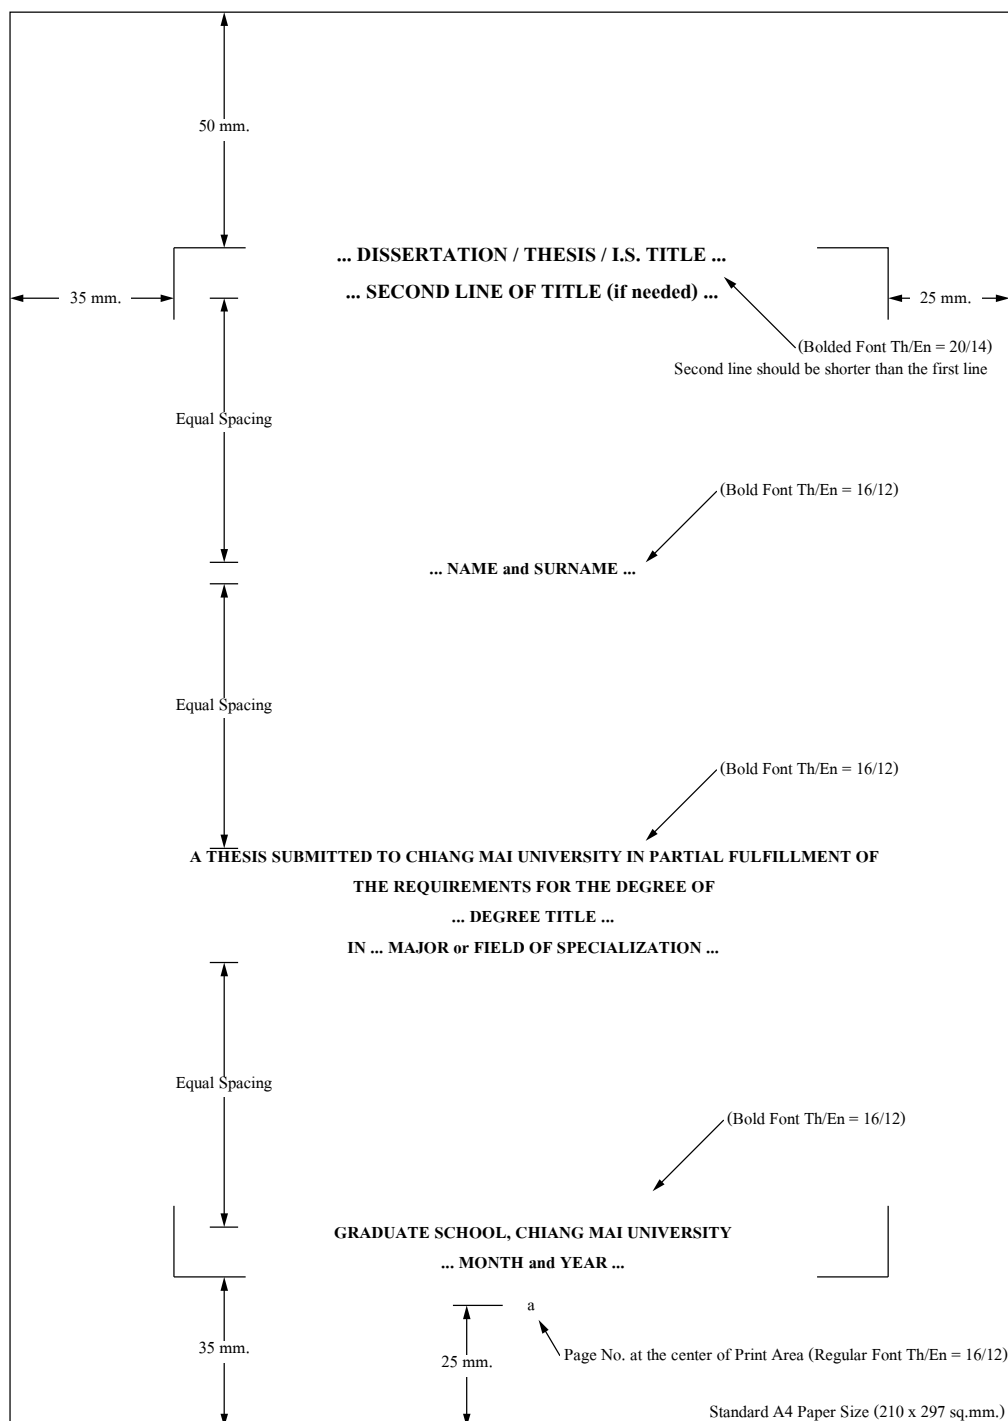 50 mm.
... DISSERTATION / THESIS / I.S. TITLE ...
35 mm.
... SECOND LINE OF TITLE (if needed) ...
25 mm.
(Bolded Font Th/En = 20/14)
Second line should be shorter than the first line
Equal Spacing
(Bold Font Th/En = 16/12)
... NAME and SURNAME ...
Equal Spacing
(Bold Font Th/En = 16/12)
A THESIS SUBMITTED TO CHIANG MAI UNIVERSITY IN PARTIAL FULFILLMENT OF
THE REQUIREMENTS FOR THE DEGREE OF
... DEGREE TITLE ...
IN ... MAJOR or FIELD OF SPECIALIZATION ...
Equal Spacing
(Bold Font Th/En = 16/12)
GRADUATE SCHOOL, CHIANG MAI UNIVERSITY
... MONTH and YEAR ...
a
35 mm.
25 mm.
Page No. at the center of Print Area (Regular Font Th/En = 16/12)
Standard A4 Paper Size (210 x 297 sq.mm.)